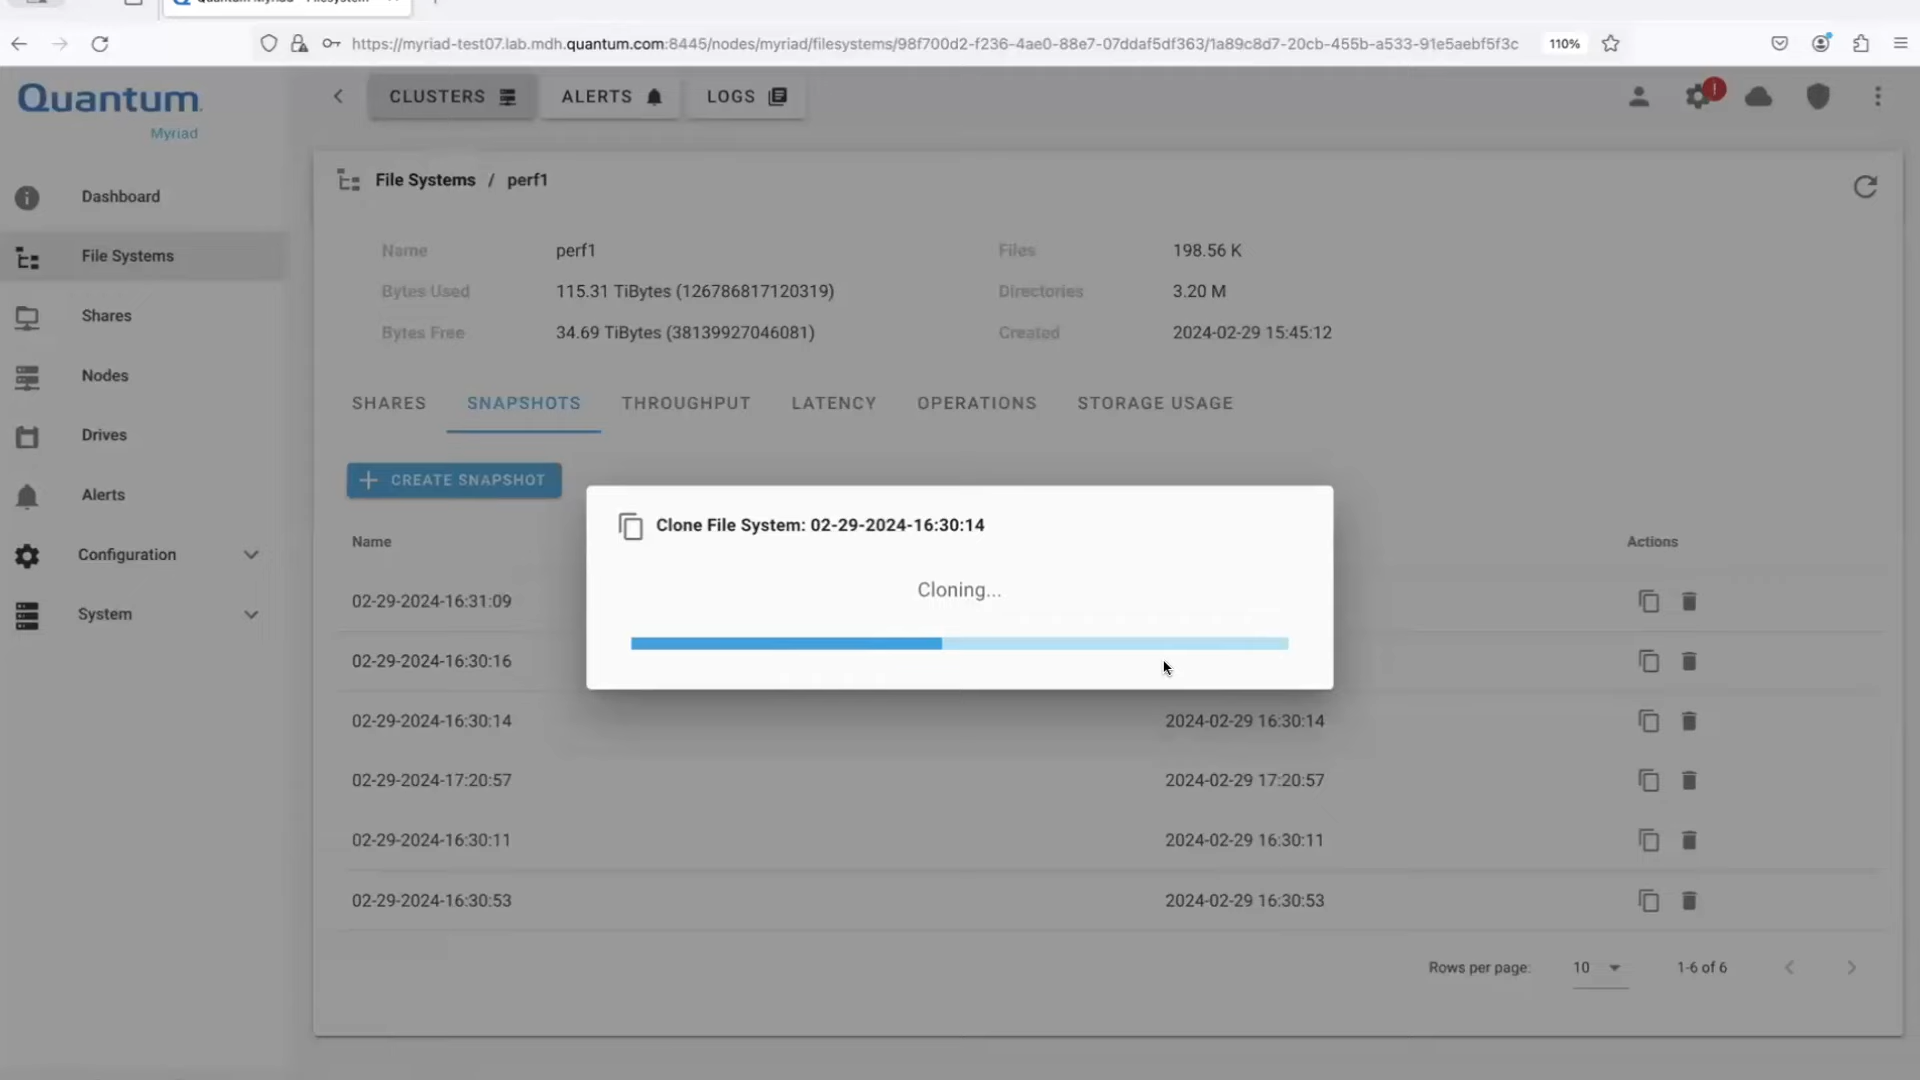 https://myriad-test07.lab.mdh.quantum.com:8445/nodes/myriad/filesystems/98f700d2-f236-4ae0-88e7-07ddaf5df363/1a89c8d7-20cb-455b-a533-91e5aebf5f3c 110%
Quantum
Myriad
CLUSTERS ALERTS LOGS
Dashboard
File Systems
Shares
Nodes
Drives
Alerts
Configuration
System
File Systems / perf1
Name perf1 Files 198.56 K
Bytes Used 115.31 TiBytes (126786817120319) Directories 3.20 M
Bytes Free 34.69 TiBytes (38139927046081) Created 2024-02-29 15:45:12
SHARES SNAPSHOTS THROUGHPUT LATENCY OPERATIONS STORAGE USAGE
CREATE SNAPSHOT
Clone File System: 02-29-2024-16:30:14
Cloning...
Name Actions
02-29-2024-16:31:09
02-29-2024-16:30:16
02-29-2024-16:30:14 2024-02-29 16:30:14
02-29-2024-17:20:57 2024-02-29 17:20:57
02-29-2024-16:30:11 2024-02-29 16:30:11
02-29-2024-16:30:53 2024-02-29 16:30:53
Rows per page: 10 1-6 of 6